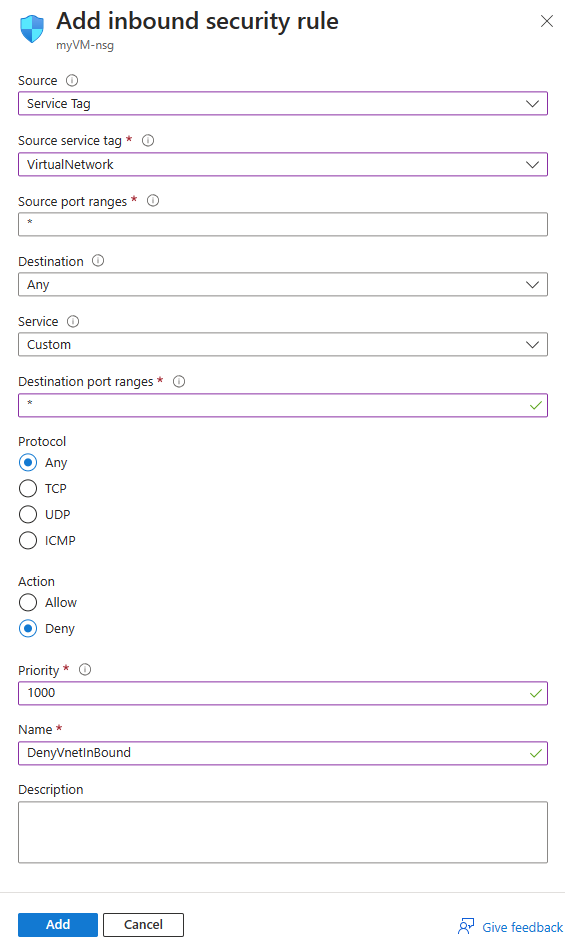 Add inbound security rule
myVM-nsg
Source
Service Tag
Source service tag *
VirtualNetwork
Source port ranges *
*
Destination
Any
Service
Custom
Destination port ranges *
*
Protocol
Any
TCP
UDP
ICMP
Action
Allow
Deny
Priority *
1000
Name *
DenyVnetInBound
Description
Add Cancel Give feedback